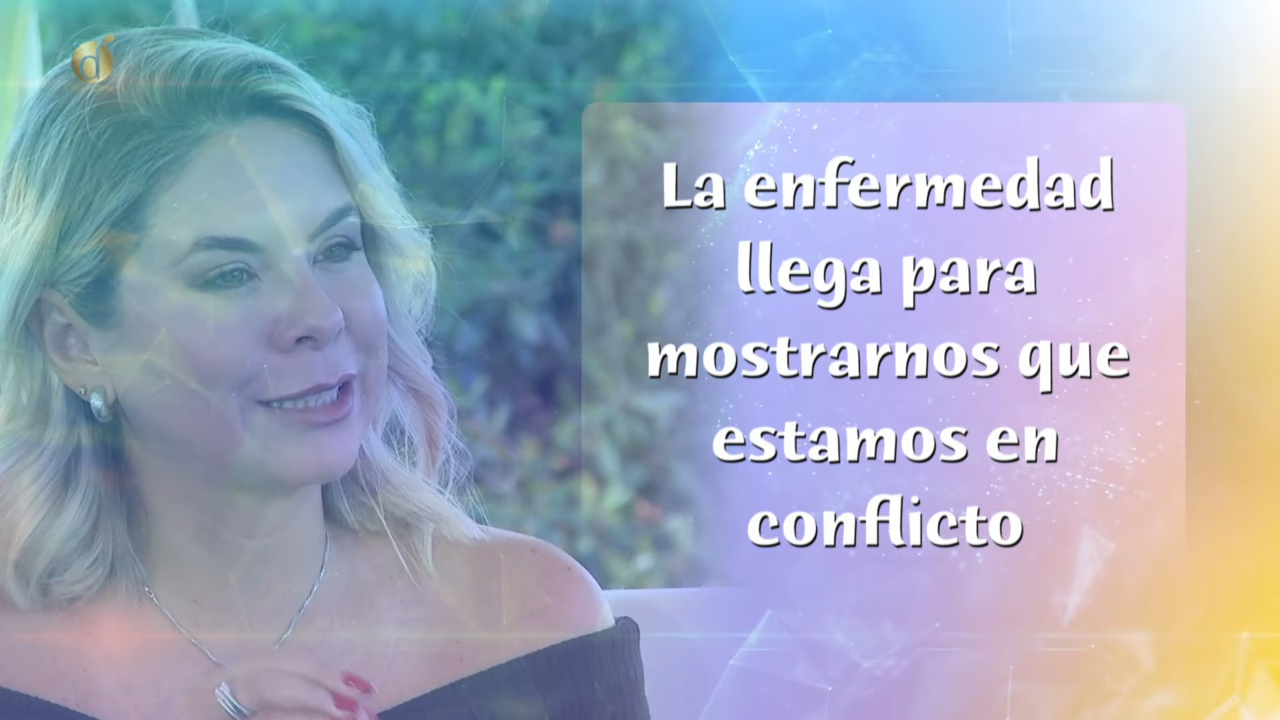 d
La enfermedad
llega para
mostrarnos que
estamos en
conflicto